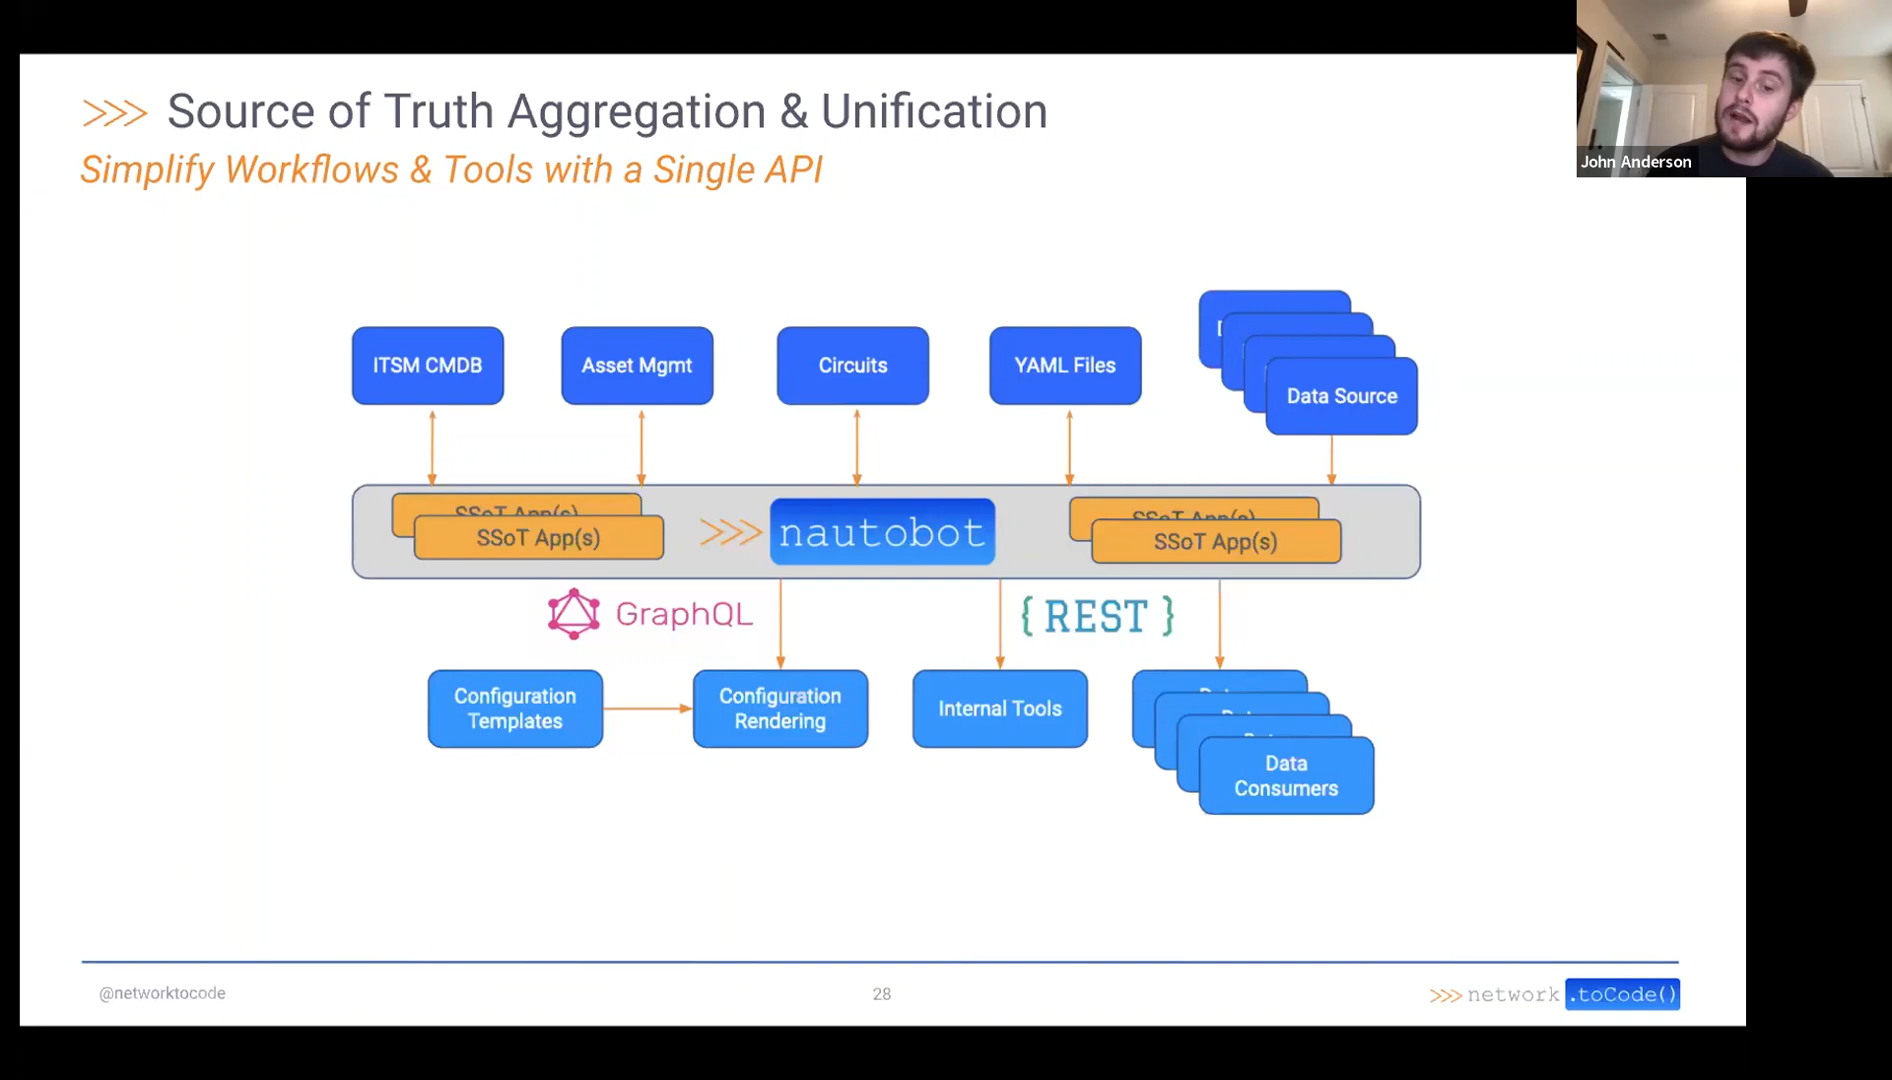 >>> Source of Truth Aggregation & Unification
Simplify Workflows & Tools with a Single API
John Anderson
ITSM CMDB
Asset Mgmt
Circuits
YAML Files
Data Source
SSoT App(s)
SSoT App(s)
>>> nautobot
SSoT App(s)
SSoT App(s)
GraphQL
{ REST }
Configuration
Templates
Configuration
Rendering
Internal Tools
Data
Consumers
@networktocode
28
>>> network .toCode()